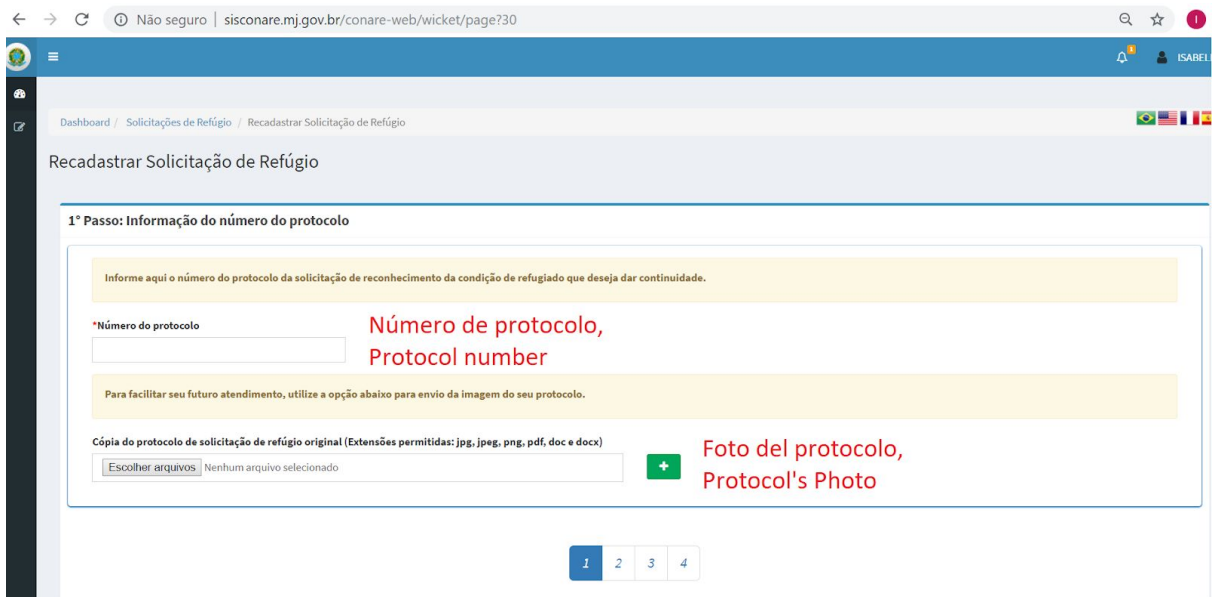 Não seguro | sisconare.mj.gov.br/conare-web/wicket/page?30
I
1
ISABEL
Dashboard / Solicitações de Refúgio / Recadastrar Solicitação de Refúgio
Recadastrar Solicitação de Refúgio
1° Passo: Informação do número do protocolo
Informe aqui o número do protocolo da solicitação de reconhecimento da condição de refugiado que deseja dar continuidade.
*Número do protocolo
Número de protocolo,
Protocol number
Para facilitar seu futuro atendimento, utilize a opção abaixo para envio da imagem do seu protocolo.
Cópia do protocolo de solicitação de refúgio original (Extensões permitidas: jpg, jpeg, png, pdf, doc e docx)
Escolher arquivos Nenhum arquivo selecionado
+
Foto del protocolo,
Protocol's Photo
1 2 3 4